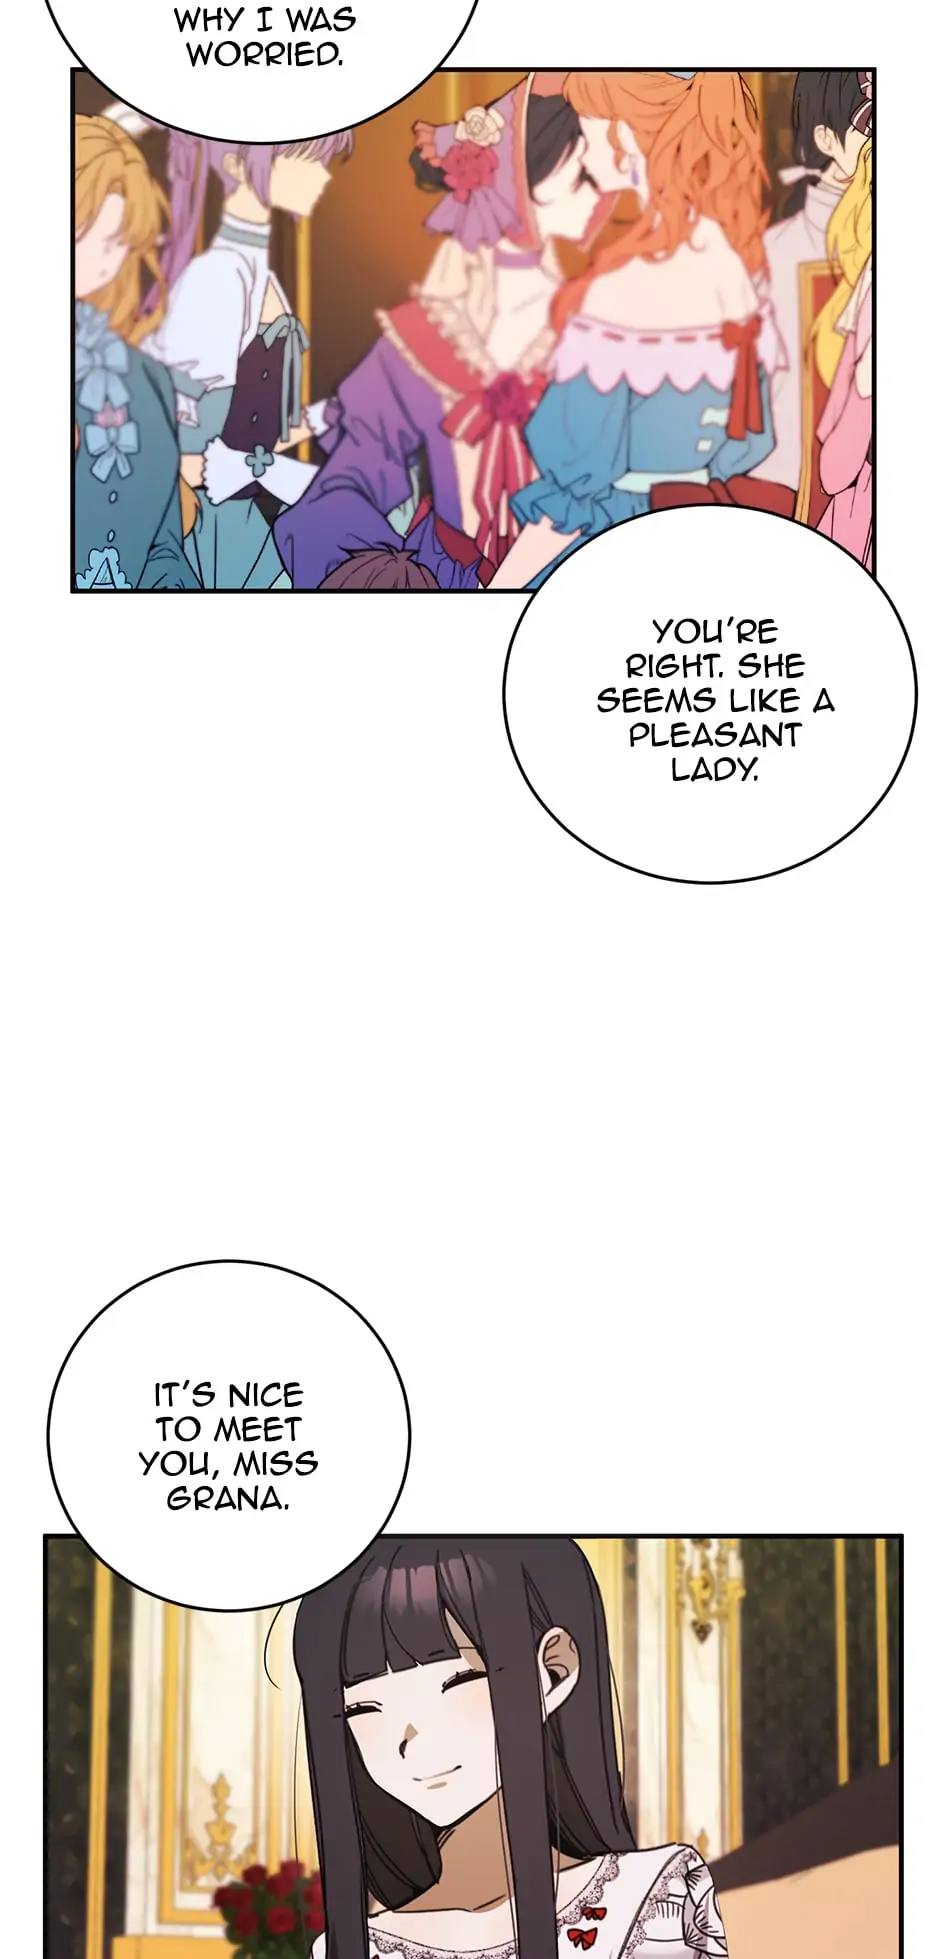 WHY I WAS
WORRIED.
YOU'RE
RIGHT. SHE
SEEMS LIKE A
PLEASANT
LADY.
IT'S NICE
TO MEET
YOU, MISS
GRANA.